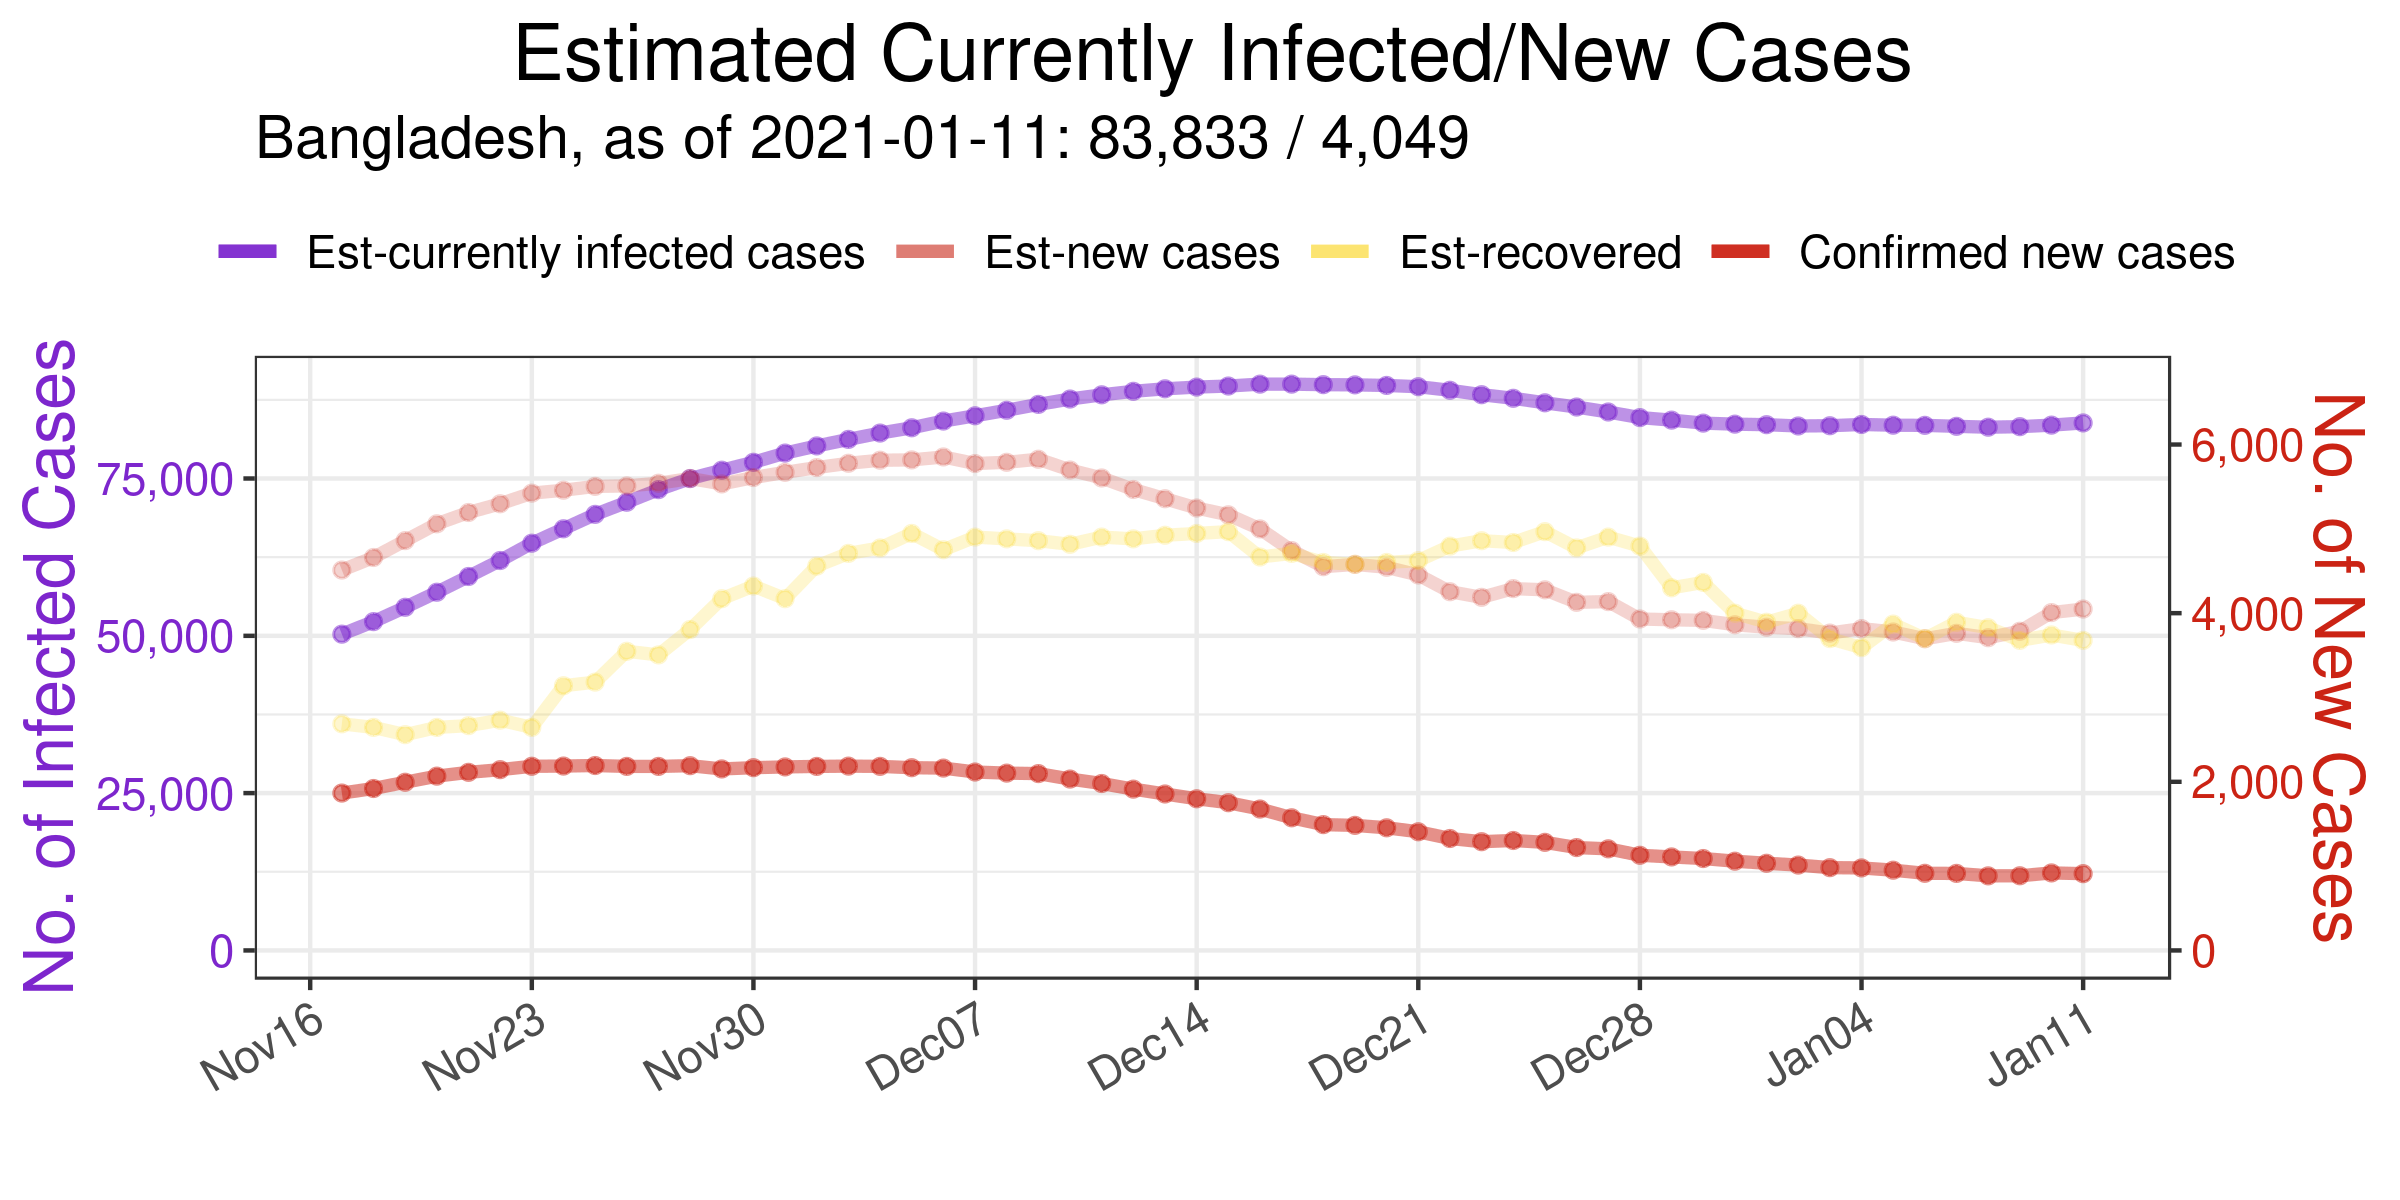 Estimated Currently Infected/New Cases
Bangladesh, as of 2021-01-11: 83,833 / 4,049
Est-currently infected cases Est-new cases Est-recovered Confirmed new cases
No. of Infected Cases
75,000
50,000
25,000
0
6,000
4,000
2,000
0
No. of New Cases
Nov16 Nov23 Nov30 Dec07 Dec14 Dec21 Dec28 Jan04 Jan11